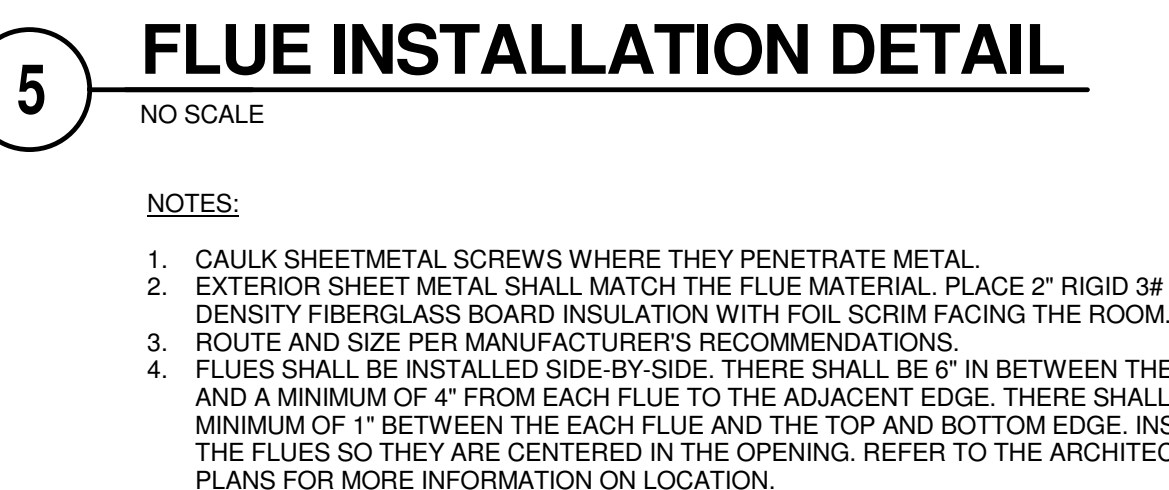 5
FLUE INSTALLATION DETAIL
NO SCALE
NOTES:
1. CAULK SHEETMETAL SCREWS WHERE THEY PENETRATE METAL.
2. EXTERIOR SHEET METAL SHALL MATCH THE FLUE MATERIAL. PLACE 2" RIGID 3#
DENSITY FIBERGLASS BOARD INSULATION WITH FOIL SCRIM FACING THE ROOM.
3. ROUTE AND SIZE PER MANUFACTURER'S RECOMMENDATIONS.
4. FLUES SHALL BE INSTALLED SIDE-BY-SIDE. THERE SHALL BE 6" IN BETWEEN THE
AND A MINIMUM OF 4" FROM EACH FLUE TO THE ADJACENT EDGE. THERE SHALL
MINIMUM OF 1" BETWEEN THE EACH FLUE AND THE TOP AND BOTTOM EDGE.
THE FLUES SO THEY ARE CENTERED IN THE OPENING. REFER TO THE
PLANS FOR MORE INFORMATION ON LOCATION.